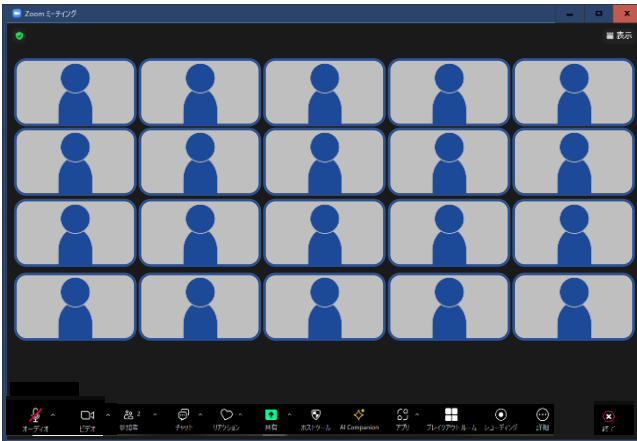 Zoom ミーティング
表示
2
オーディオ ビデオ 参加者 チャット リアクション 共有 ホストツール AI Companion アプリ ブレイクアウト ルーム レコーディング 詳細 終了